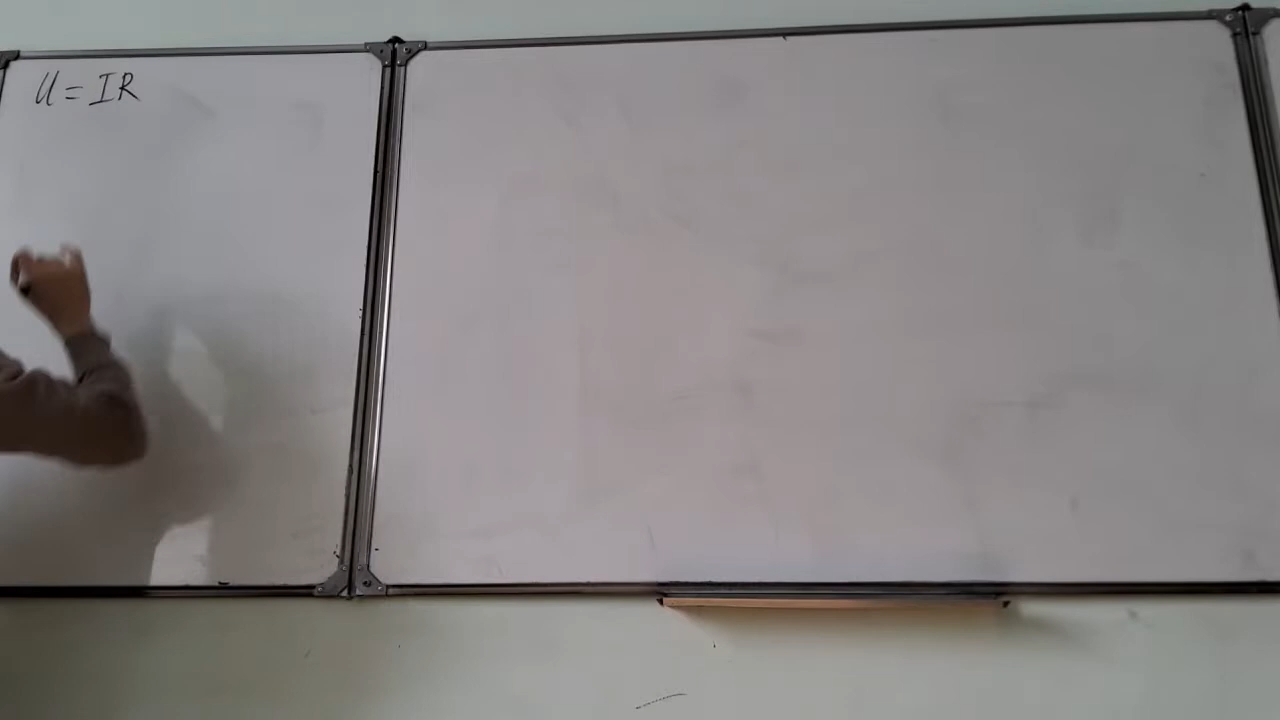 U = IR